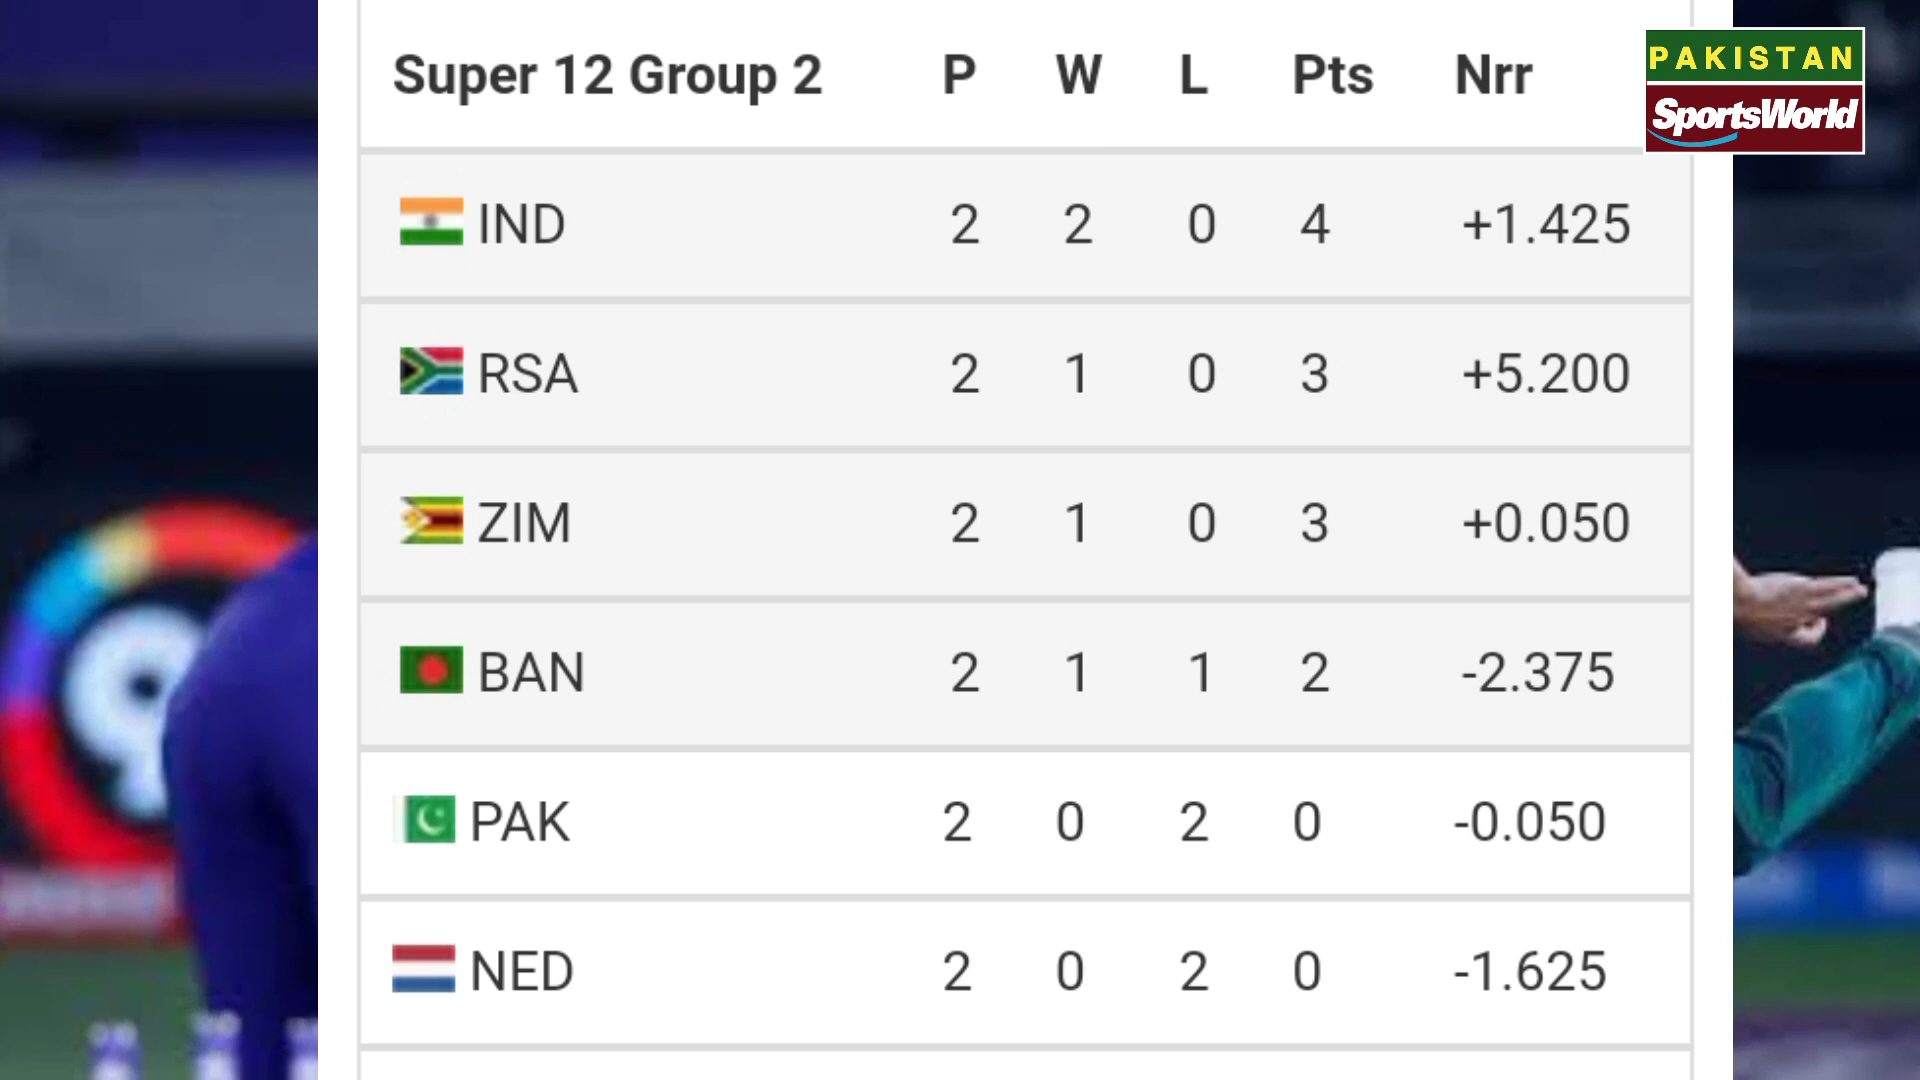 Super 12 Group 2 P W L Pts Nrr
IND 2 2 0 4 +1.425
RSA 2 1 0 3 +5.200
ZIM 2 1 0 3 +0.050
BAN 2 1 1 2 -2.375
PAK 2 0 2 0 -0.050
NED 2 0 2 0 -1.625
PAKISTAN
SportsWorld